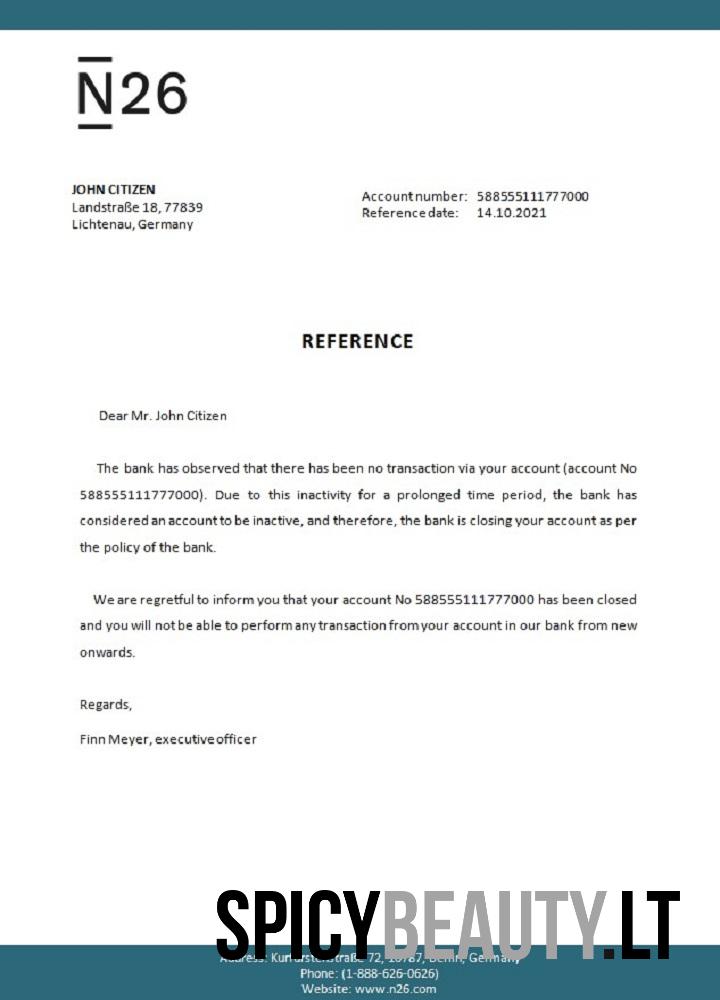 N26
JOHN CITIZEN
Landstraße 18, 77839
Lichtenau, Germany
Account number: 588555111777000
Reference date: 14.10.2021
REFERENCE
Dear Mr. John Citizen
The bank has observed that there has been no transaction via your account (account No
588555111777000). Due to this inactivity for a prolonged time period, the bank has
considered an account to be inactive, and therefore, the bank is closing your account as per
the policy of the bank.
We are regretful to inform you that your account No 588555111777000 has been closed
and you will not be able to perform any transaction from your account in our bank from new
onwards.
Regards,
Finn Meyer, executive officer
SPICYBEAUTY.LT
Address: Kurfürstenstraße 72, 10787, Berlin, Germany
Phone: (1-888-626-0626)
Website: www.n26.com